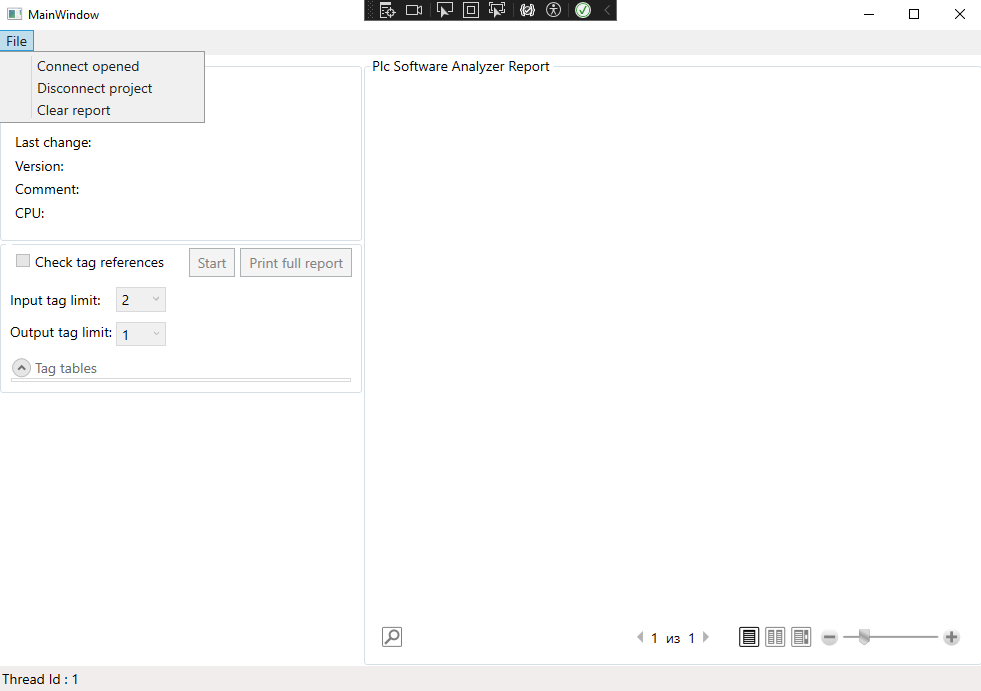 MainWindow
File
Connect opened
Disconnect project
Clear report
Last change:
Version:
Comment:
CPU:
Check tag references
Start
Print full report
Input tag limit:
2
Output tag limit:
1
Tag tables
Plc Software Analyzer Report
1 из 1
Thread Id : 1